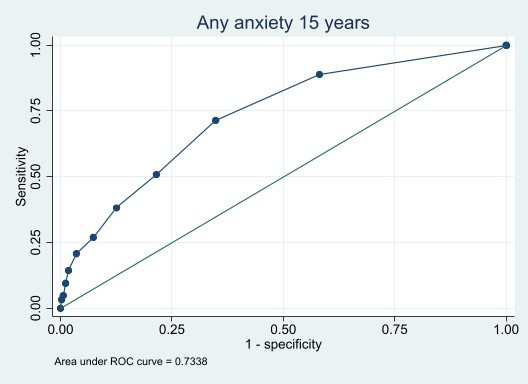 Any anxiety 15 years
1.00
0.75
0.50
0.25
0.00
Sensitivity
0.00 0.25 0.50 0.75 1.00
1 - specificity
Area under ROC curve = 0.7338